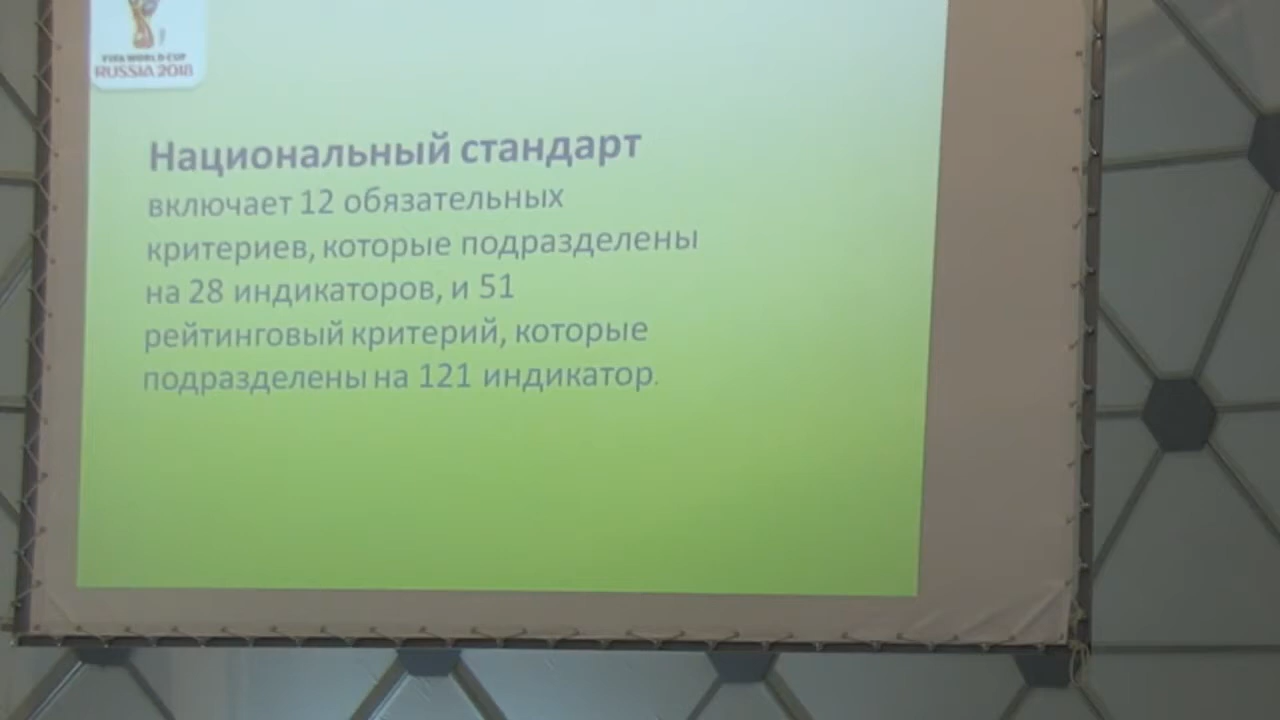 FIFA WORLD CUP
RUSSIA 2018
Национальный стандарт
включает 12 обязательных
критериев, которые подразделены
на 28 индикаторов, и 51
рейтинговый критерий, которые
подразделены на 121 индикатор.